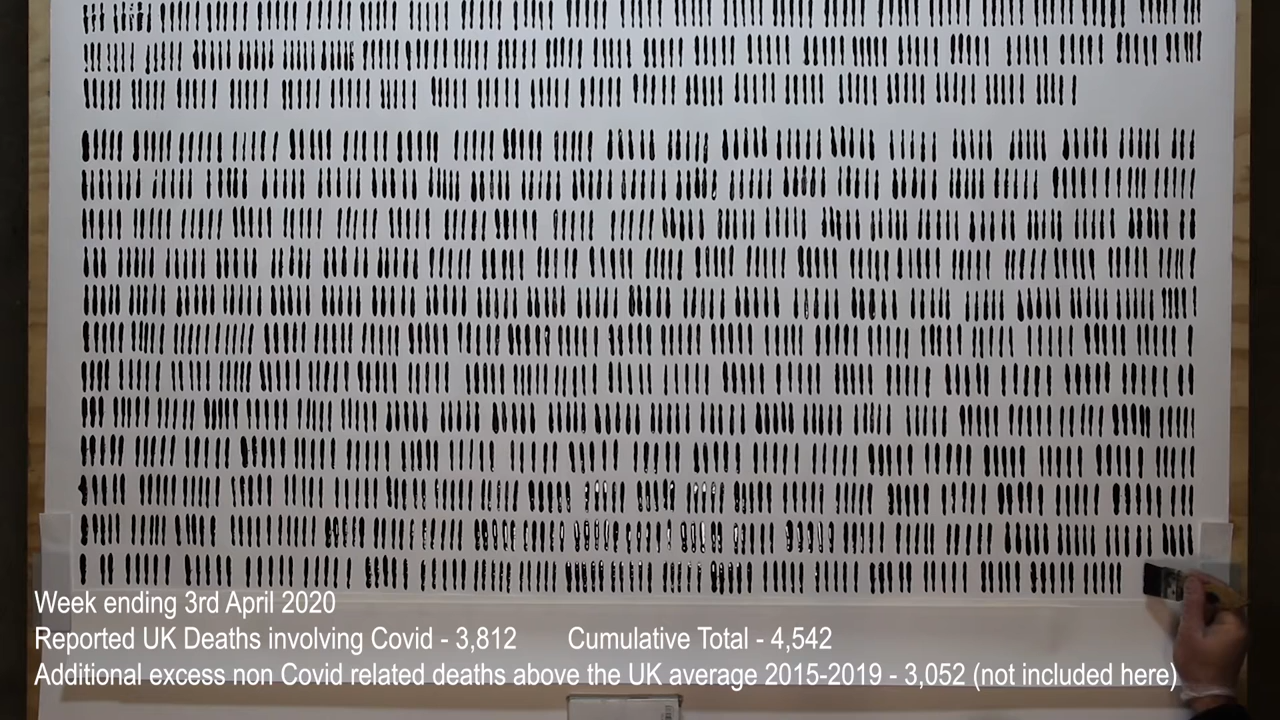 Week ending 3rd April 2020
Reported UK Deaths involving Covid - 3,812 Cumulative Total - 4,542
Additional excess non Covid related deaths above the UK average 2015-2019 - 3,052 (not included here)